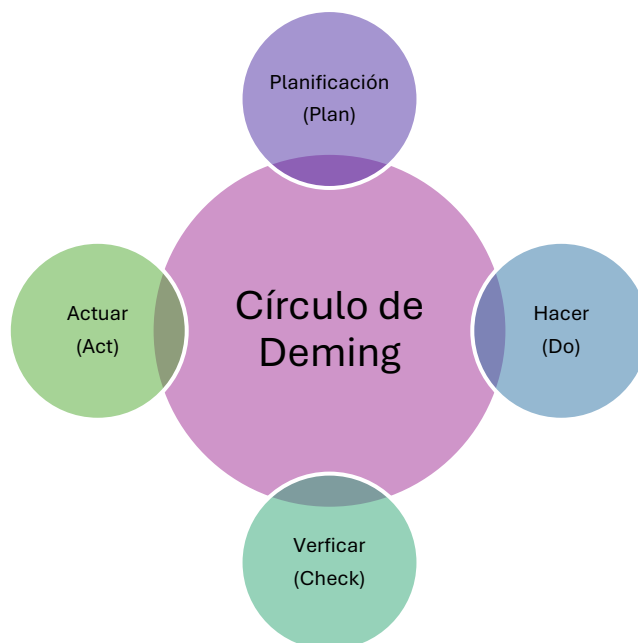 Planificación
(Plan)
Círculo de
Deming
Hacer
(Do)
Verficar
(Check)
Actuar
(Act)